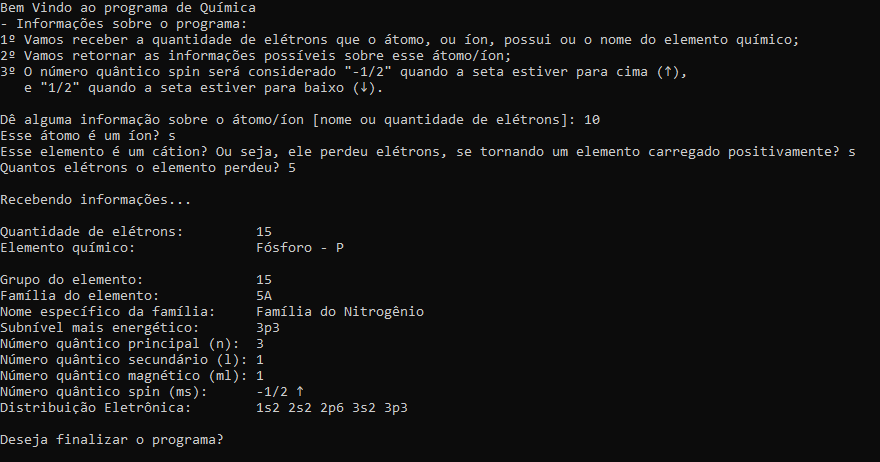 Bem Vindo ao programa de Química
- Informações sobre o programa:
1º Vamos receber a quantidade de elétrons que o átomo, ou íon, possui ou o nome do elemento químico;
2º Vamos retornar as informações possíveis sobre esse átomo/íon;
3º O número quântico spin será considerado "-1/2" quando a seta estiver para cima (↑),
e "1/2" quando a seta estiver para baixo (↓).
Dê alguma informação sobre o átomo/íon [nome ou quantidade de elétrons]: 10
Esse átomo é um íon? s
Esse elemento é um cátion? Ou seja, ele perdeu elétrons, se tornando um elemento carregado positivamente? s
Quantos elétrons o elemento perdeu? 5
Recebendo informações...
Quantidade de elétrons: 15
Elemento químico: Fósforo - P
Grupo do elemento: 15
Família do elemento: 5A
Nome específico da família: Família do Nitrogênio
Subnível mais energético: 3p3
Número quântico principal (n): 3
Número quântico secundário (l): 1
Número quântico magnético (ml): 1
Número quântico spin (ms): -1/2 ↑
Distribuição Eletrônica: 1s2 2s2 2p6 3s2 3p3
Deseja finalizar o programa?